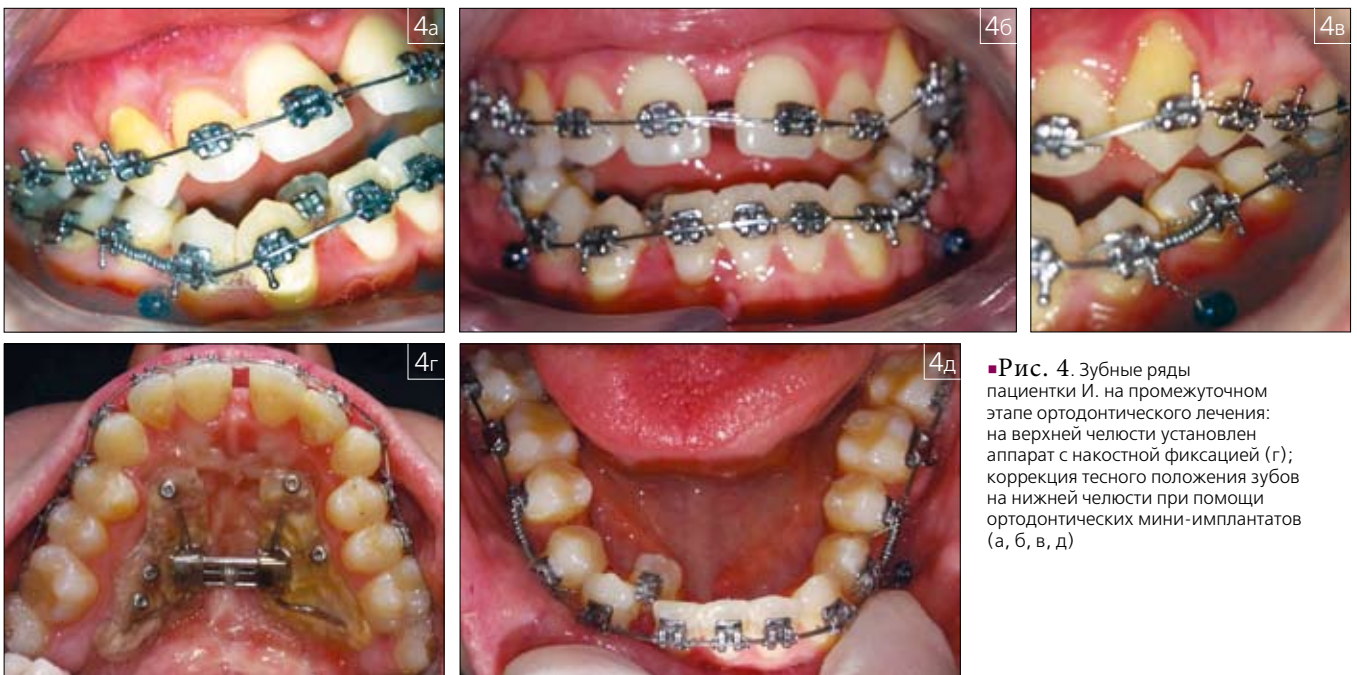 4а
4б
4в
4г
4д
▪Рис. 4. Зубные ряды
пациентки И. на промежуточном
этапе ортодонтического лечения:
на верхней челюсти установлен
аппарат с накостной фиксацией (г);
коррекция тесного положения зубов
на нижней челюсти при помощи
ортодонтических мини-имплантатов
(а, б, в, д)